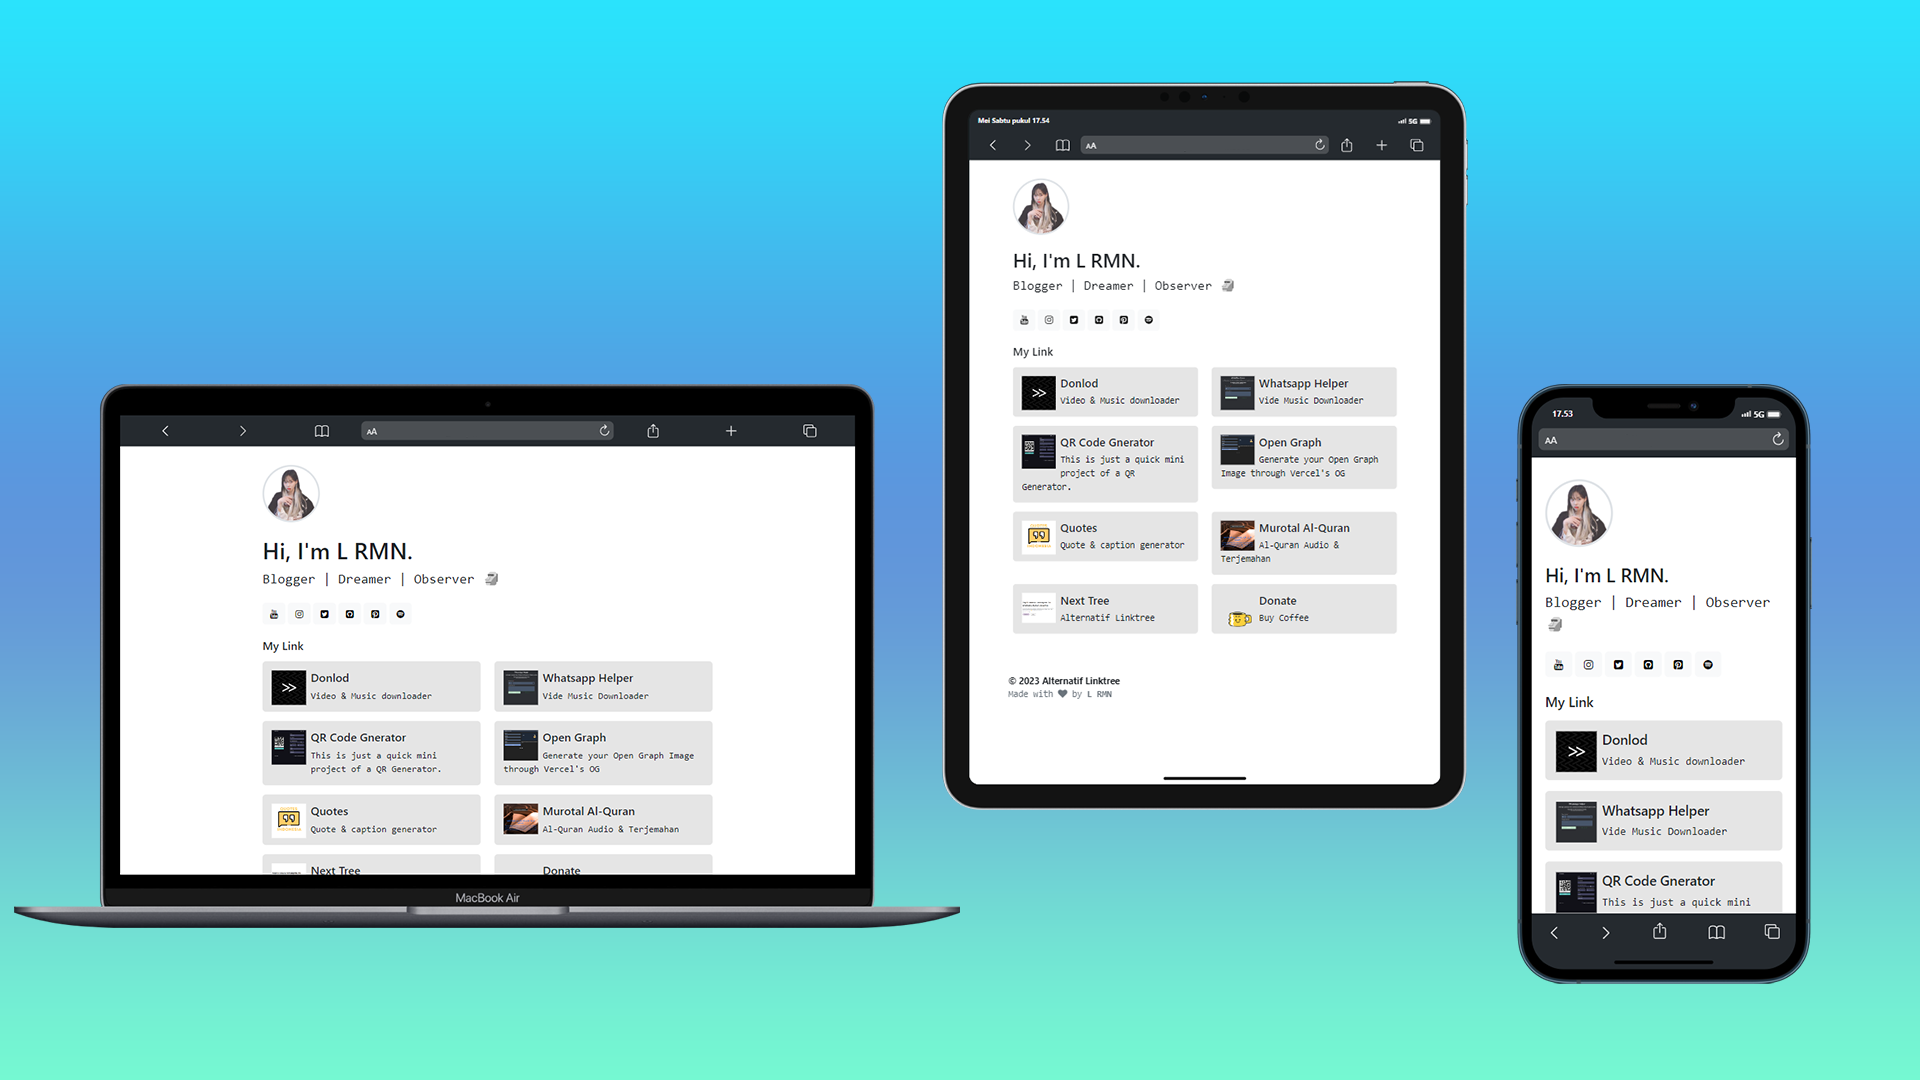 Hi, I'm L RMN.
Blogger | Dreamer | Observer 🗿
My Link
Donlod
Video & Music downloader
Whatsapp Helper
Vide Music Downloader
QR Code Gnerator
This is just a quick mini
project of a QR Generator.
Open Graph
Generate your Open Graph Image
through Vercel's OG
Quotes
Quote & caption generator
Murotal Al-Quran
Al-Quran Audio & Terjemahan
Next Tree
Donate
MacBook Air
AA
Mei Sabtu pukul 17.54
5G
AA
Hi, I'm L RMN.
Blogger | Dreamer | Observer 🗿
My Link
Donlod
Video & Music downloader
Whatsapp Helper
Vide Music Downloader
QR Code Gnerator
This is just a quick mini
project of a QR
Generator.
Open Graph
Generate your Open Graph
Image through Vercel's OG
Quotes
Quote & caption generator
Murotal Al-Quran
Al-Quran Audio &
Terjemahan
Next Tree
Alternatif Linktree
Donate
Buy Coffee
© 2023 Alternatif Linktree
Made with ♥ by L RMN
17.53
5G
AA
Hi, I'm L RMN.
Blogger | Dreamer | Observer
🗿
My Link
Donlod
Video & Music downloader
Whatsapp Helper
Vide Music Downloader
QR Code Gnerator
This is just a quick mini